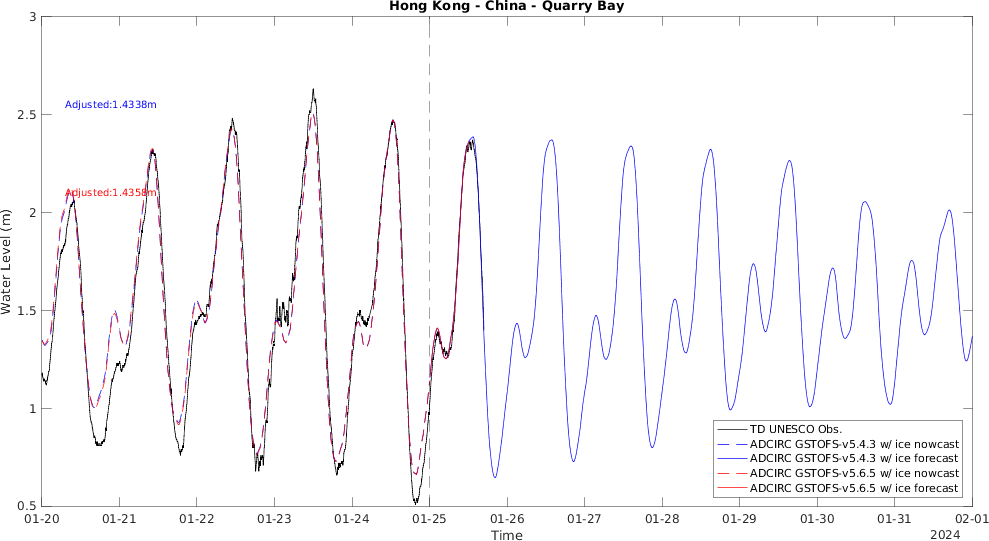 Hong Kong - China - Quarry Bay
Water Level (m)
3
2.5
2
1.5
1
0.5
Adjusted:1.4338m
Adjusted:1.4358m
TD UNESCO Obs.
ADCIRC GSTOFS-v5.4.3 w/ ice nowcast
ADCIRC GSTOFS-v5.4.3 w/ ice forecast
ADCIRC GSTOFS-v5.6.5 w/ ice nowcast
ADCIRC GSTOFS-v5.6.5 w/ ice forecast
01-20 01-21 01-22 01-23 01-24 01-25 01-26 01-27 01-28 01-29 01-30 01-31 02-01
Time
2024